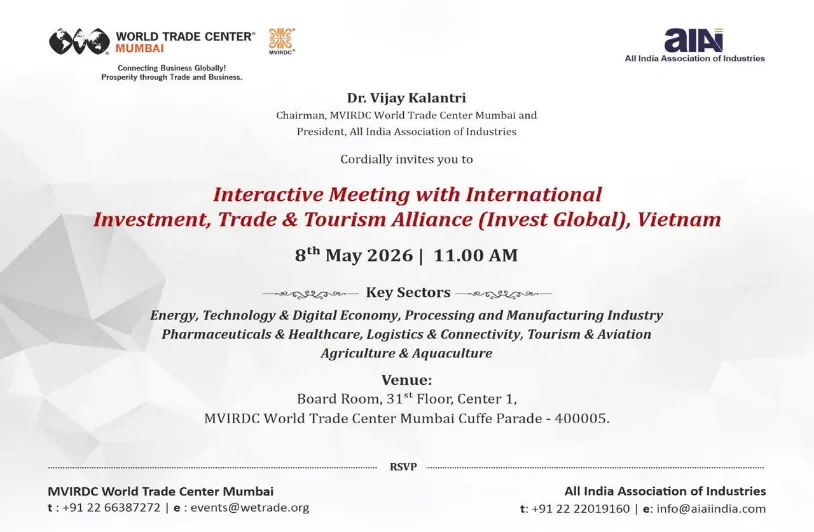 WORLD TRADE CENTER®
MUMBAI
MVIRDC
Connecting Business Globally!
Prosperity through Trade and Business.
aiAi
All India Association of Industries
Dr. Vijay Kalantri
Chairman, MVIRDC World Trade Center Mumbai and
President, All India Association of Industries
Cordially invites you to
Interactive Meeting with International
Investment, Trade & Tourism Alliance (Invest Global), Vietnam
8th May 2026 | 11.00 AM
Key Sectors
Energy, Technology & Digital Economy, Processing and Manufacturing Industry
Pharmaceuticals & Healthcare, Logistics & Connectivity, Tourism & Aviation
Agriculture & Aquaculture
Venue:
Board Room, 31st Floor, Center 1,
MVIRDC World Trade Center Mumbai Cuffe Parade - 400005.
RSVP
MVIRDC World Trade Center Mumbai
t : +91 22 66387272 | e : events@wetrade.org
All India Association of Industries
t: +91 22 22019160 | e: info@aiaiindia.com